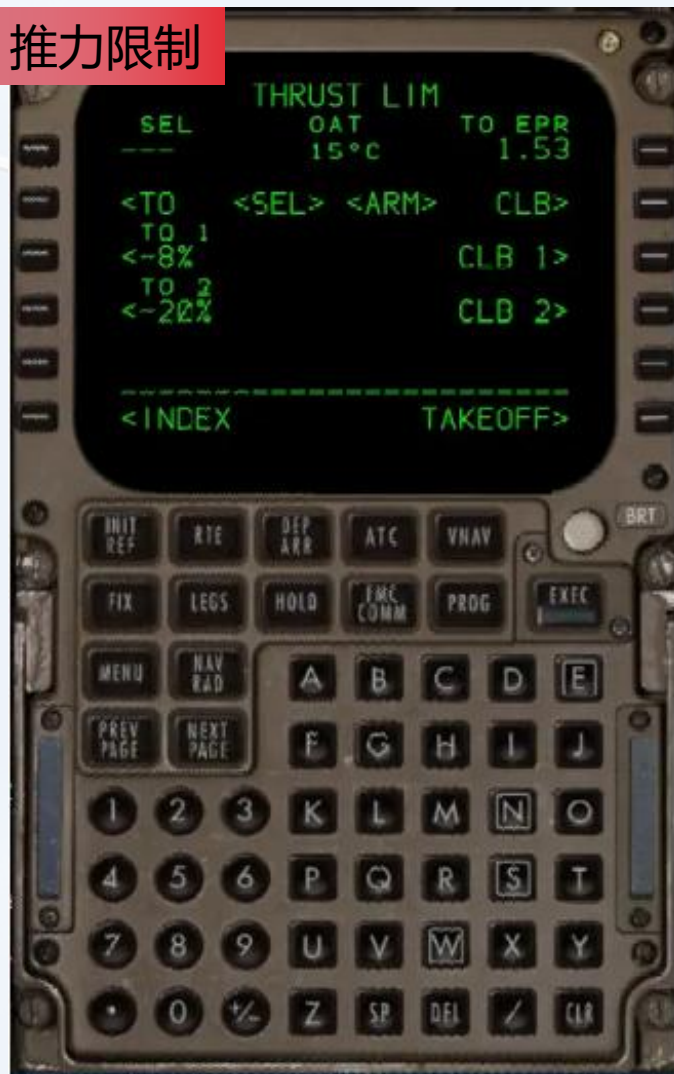 推力限制
THRUST LIM
SEL OAT TO EPR
--- 15°C 1.53
<TO <SEL> <ARM> CLB>
TO 1
<-8% CLB 1>
TO 2
<-20% CLB 2>
<INDEX TAKEOFF>
BRT
INIT REF RTE DEP ARR ATC VNAV
FIX LEGS HOLD FMC COMM PROG EXEC
MENU NAV RAD A B C D E
PREV PAGE NEXT PAGE F G H I J
1 2 3 K L M N O
4 5 6 P Q R S T
7 8 9 U V W X Y
. 0 +/- Z SP DEL / CLR